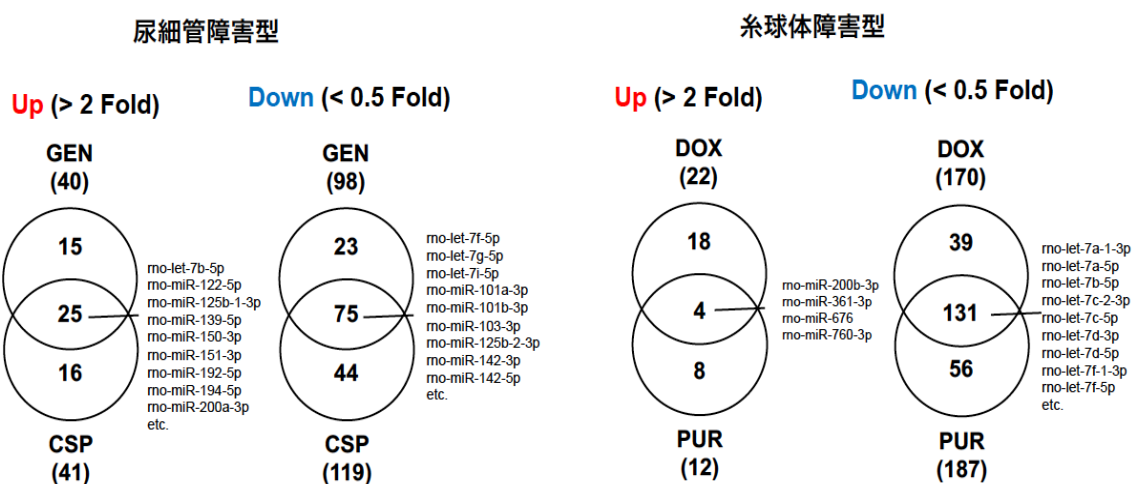 尿細管障害型
Up (> 2 Fold)
GEN
(40)
15
25
16
CSP
(41)
rno-let-7b-5p
rno-miR-122-5p
rno-miR-125b-1-3p
rno-miR-139-5p
rno-miR-150-3p
rno-miR-151-3p
rno-miR-192-5p
rno-miR-194-5p
rno-miR-200a-3p
etc.
Down (< 0.5 Fold)
GEN
(98)
23
75
44
CSP
(119)
rno-let-7f-5p
rno-let-7g-5p
rno-let-7i-5p
rno-miR-101a-3p
rno-miR-101b-3p
rno-miR-103-3p
rno-miR-125b-2-3p
rno-miR-142-3p
rno-miR-142-5p
etc.
糸球体障害型
Up (> 2 Fold)
DOX
(22)
18
4
8
PUR
(12)
rno-miR-200b-3p
rno-miR-361-3p
rno-miR-676
rno-miR-760-3p
Down (< 0.5 Fold)
DOX
(170)
39
131
56
PUR
(187)
rno-let-7a-1-3p
rno-let-7a-5p
rno-let-7b-5p
rno-let-7c-2-3p
rno-let-7c-5p
rno-let-7d-3p
rno-let-7d-5p
rno-let-7f-1-3p
rno-let-7f-5p
etc.